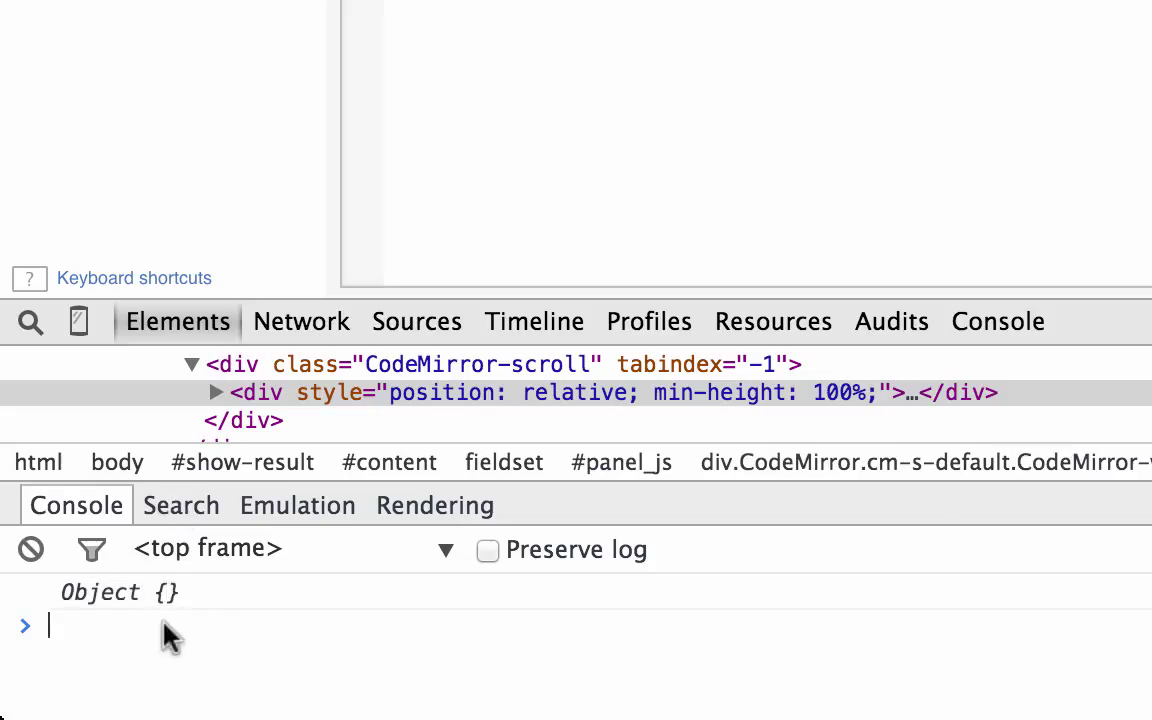 ? Keyboard shortcuts
Elements Network Sources Timeline Profiles Resources Audits Console
▼<div class="CodeMirror-scroll" tabindex="-1">
▶<div style="position: relative; min-height: 100%;">…</div>
</div>
html body #show-result #content fieldset #panel_js div.CodeMirror.cm-s-default.CodeMirror-
Console Search Emulation Rendering
<top frame> ▼ Preserve log
Object {}
>